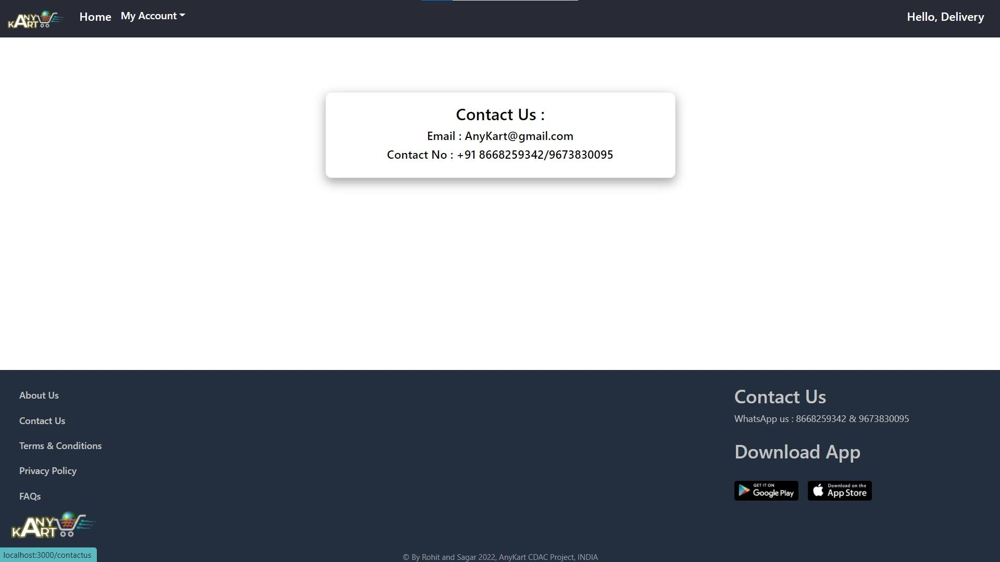 ANY
KART
Home
My Account
Hello, Delivery
Contact Us :
Email : AnyKart@gmail.com
Contact No : +91 8668259342/9673830095
About Us
Contact Us
Terms & Conditions
Privacy Policy
FAQs
ANY
KART
Contact Us
WhatsApp us : 8668259342 & 9673830095
Download App
GET IT ON
Google Play
Download on the
App Store
localhost:3000/contactus
© By Rohit and Sagar 2022, AnyKart CDAC Project, INDIA